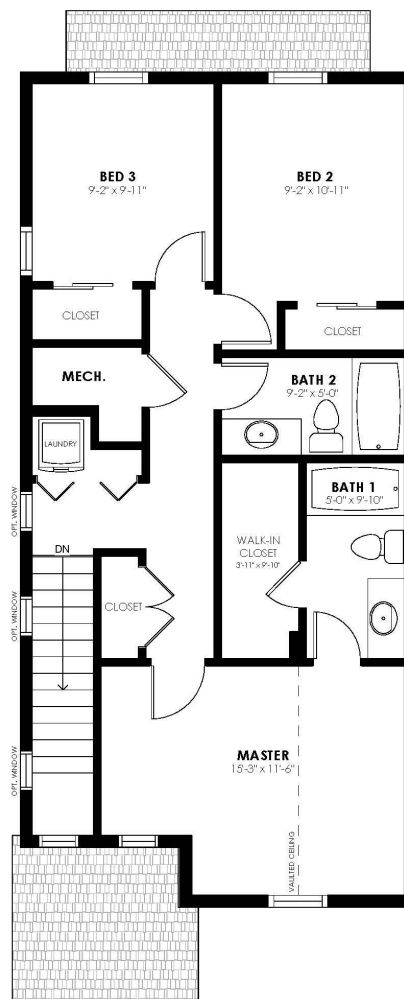 BED 3
9'-2" x 9'-11"
BED 2
9'-2" x 10'-11"
CLOSET
CLOSET
MECH.
BATH 2
9'-2" x 5'-0"
LAUNDRY
BATH 1
5'-0" x 9'-10"
OPT. WINDOW
WALK-IN
CLOSET
3'-11" x 9'-10"
DN
OPT. WINDOW
CLOSET
MASTER
15'-3" x 11'-6"
OPT. WINDOW
VAULTED CEILING